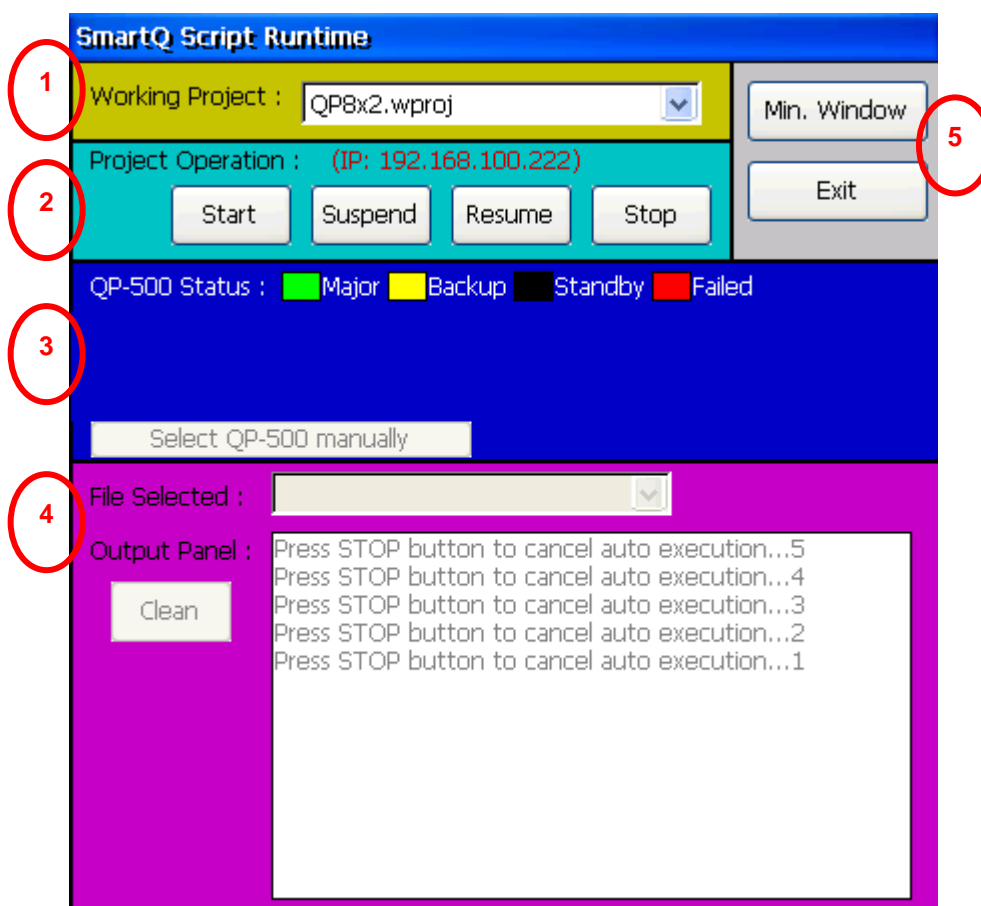 SmartQ Script Runtime
1
Working Project : QP8x2.wproj
Min. Window
5
Project Operation : (IP: 192.168.100.222)
Exit
2
Start Suspend Resume Stop
QP-500 Status : Major Backup Standby Failed
3
Select QP-500 manually
4
File Selected :
Output Panel : Press STOP button to cancel auto execution...5
Press STOP button to cancel auto execution...4
Clean Press STOP button to cancel auto execution...3
Press STOP button to cancel auto execution...2
Press STOP button to cancel auto execution...1